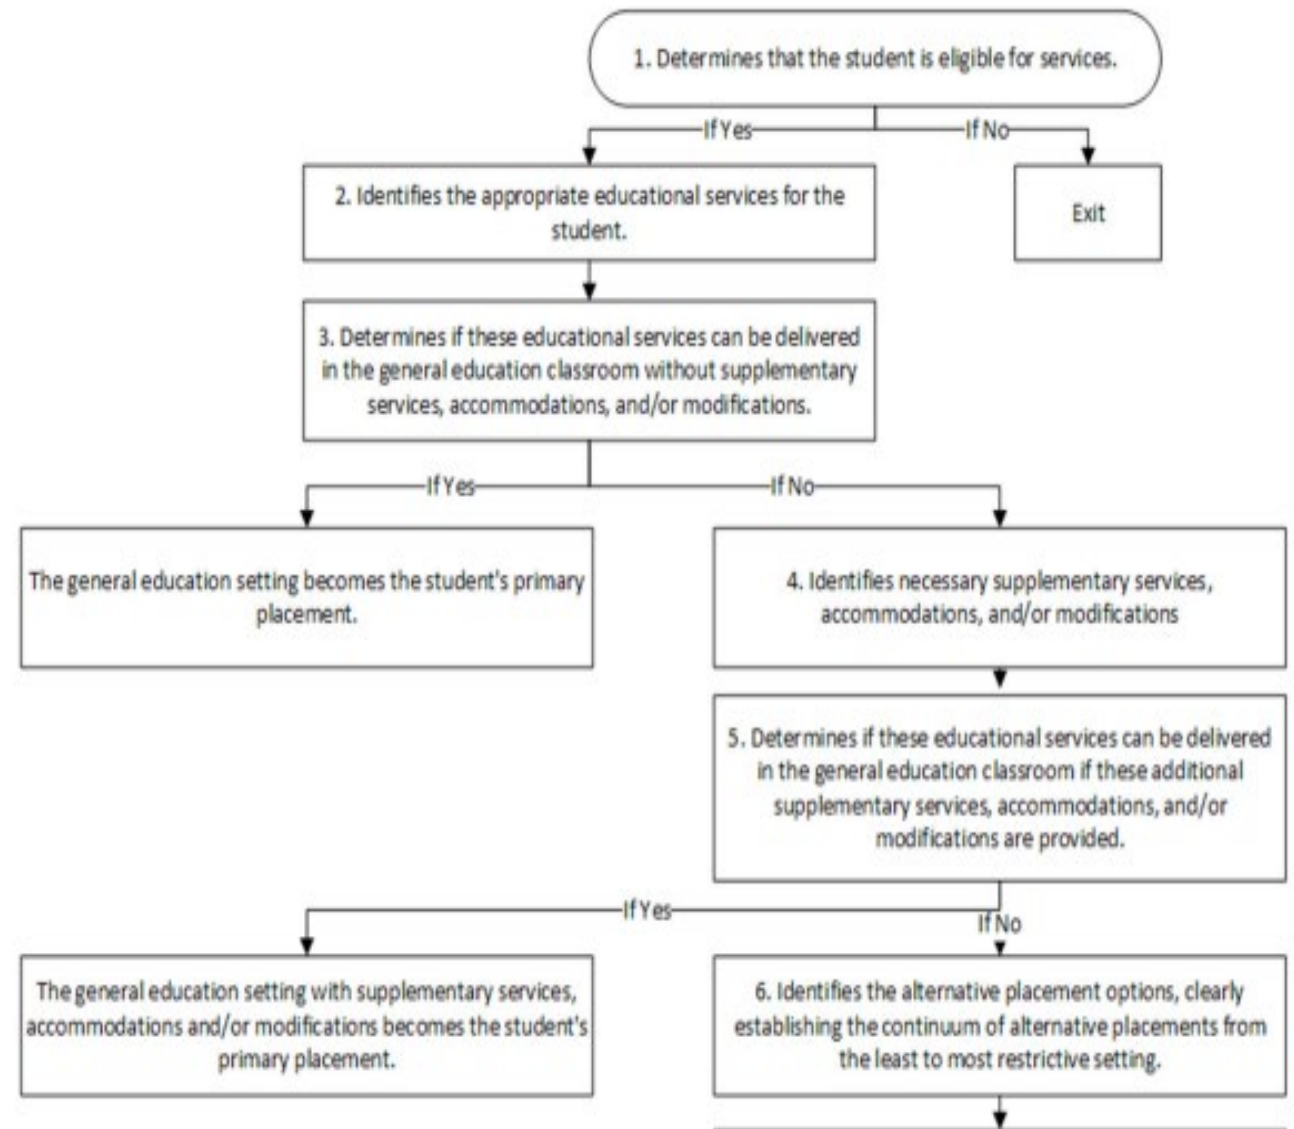 1. Determines that the student is eligible for services.
If Yes
If No
2. Identifies the appropriate educational services for the
student.
Exit
3. Determines if these educational services can be delivered
in the general education classroom without supplementary
services, accommodations, and/or modifications.
If Yes
If No
The general education setting becomes the student's primary
placement.
4. Identifies necessary supplementary services,
accommodations, and/or modifications
5. Determines if these educational services can be delivered
in the general education classroom if these additional
supplementary services, accommodations, and/or
modifications are provided.
If Yes
If No
The general education setting with supplementary services,
accommodations and/or modifications becomes the student's
primary placement.
6. Identifies the alternative placement options, clearly
establishing the continuum of alternative placements from
the least to most restrictive setting.